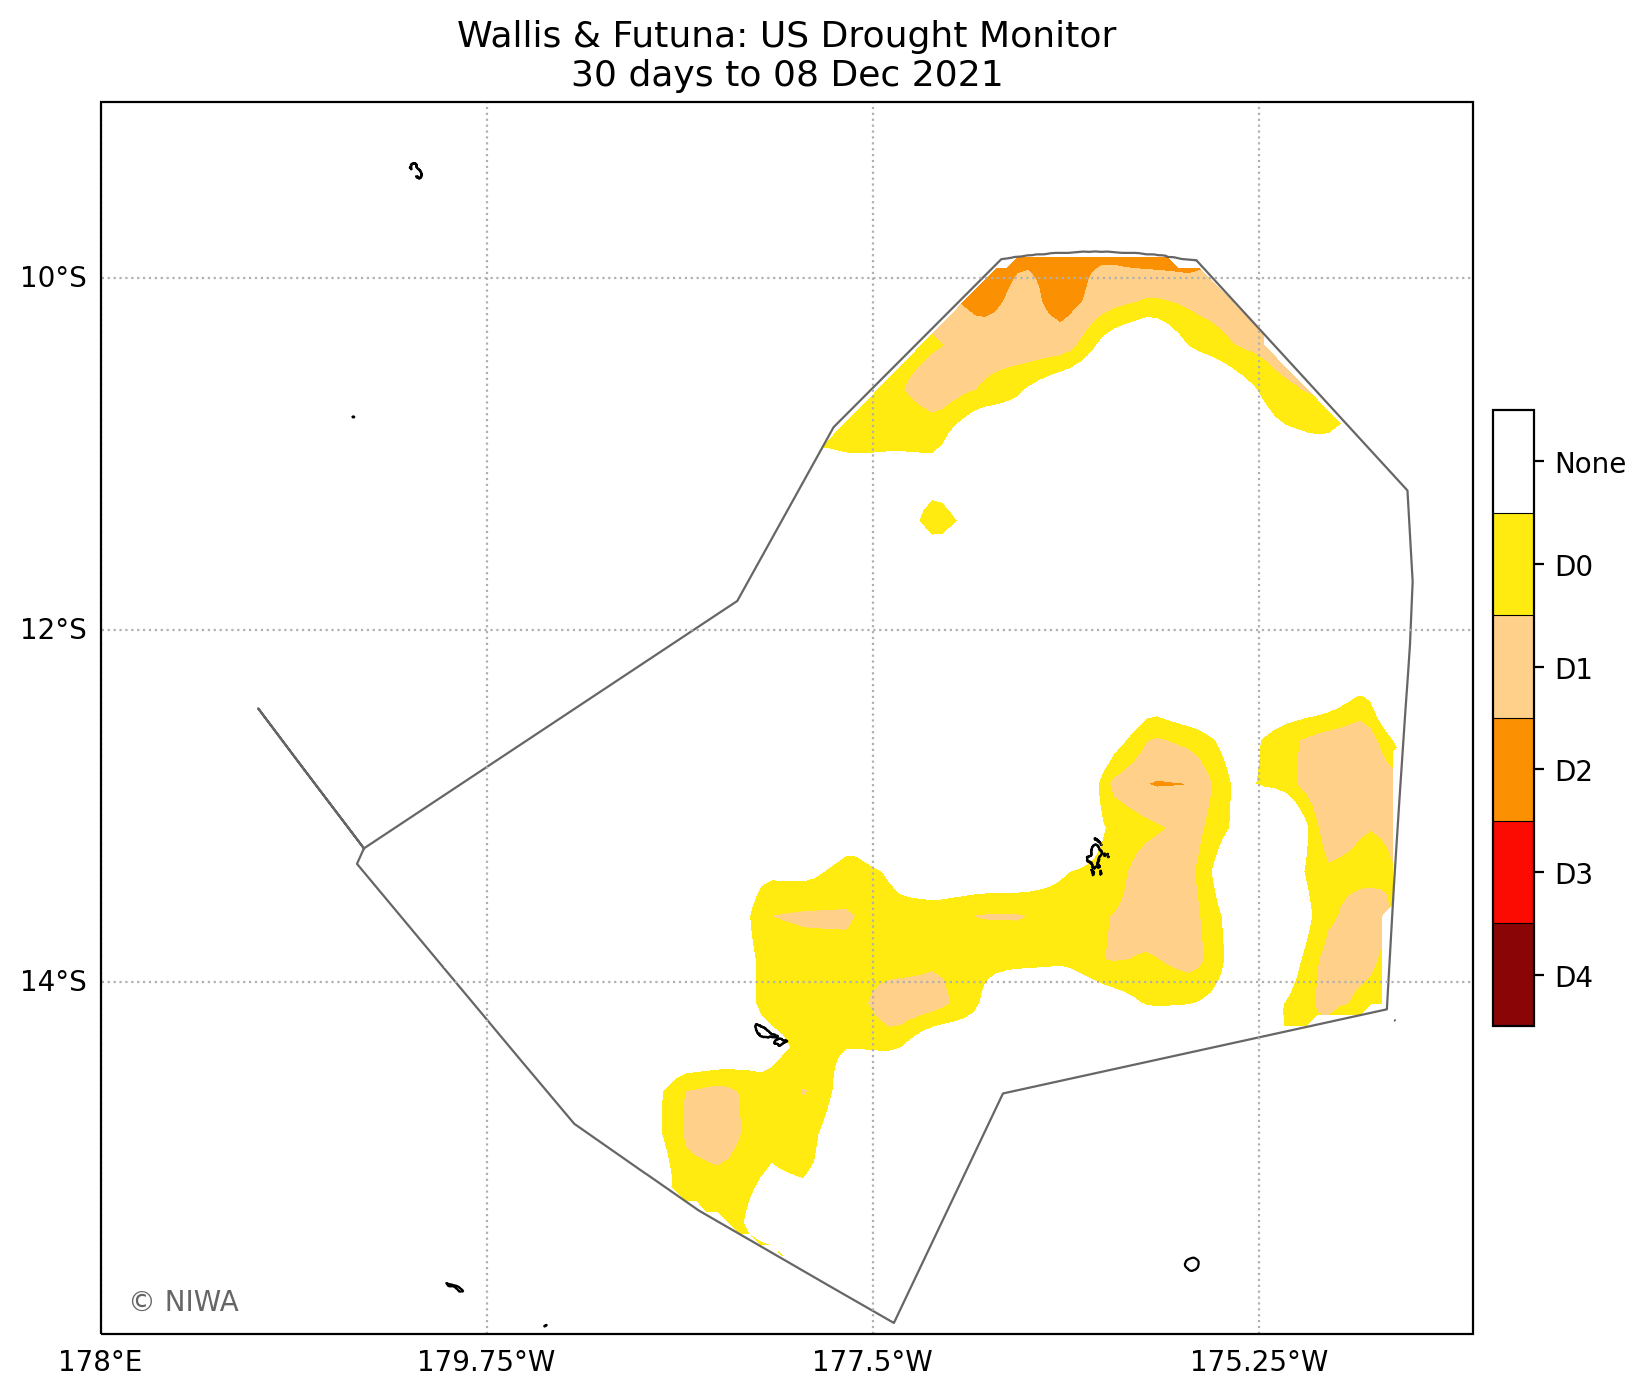 Wallis & Futuna: US Drought Monitor
30 days to 08 Dec 2021
10°S
12°S
14°S
178°E
179.75°W
177.5°W
175.25°W
None
D0
D1
D2
D3
D4
© NIWA